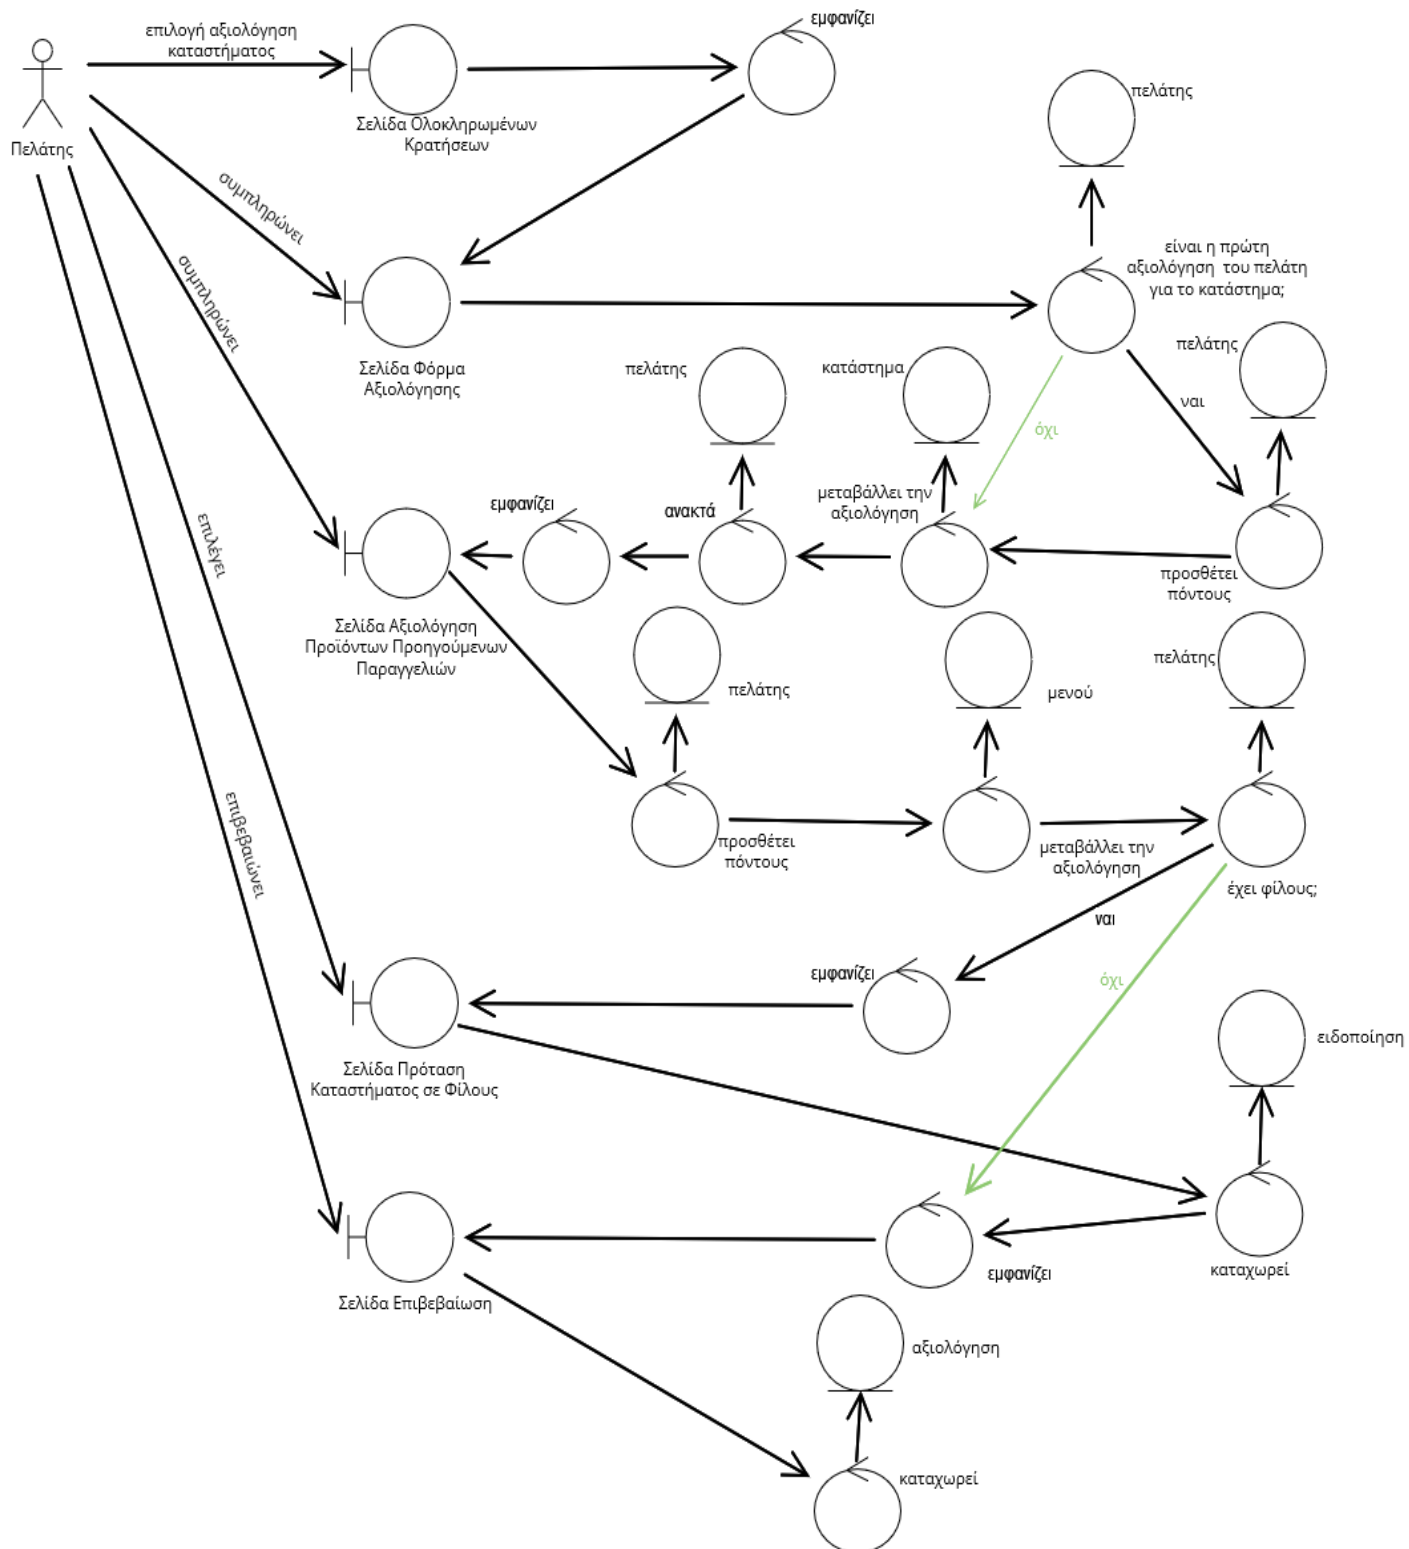 επιλογή αξιολόγηση
καταστήματος
εμφανίζει
Πελάτης
Σελίδα Ολοκληρωμένων
Κρατήσεων
πελάτης
συμπληρώνει
είναι η πρώτη
αξιολόγηση του πελάτη
για το κατάστημα;
συμπληρώνει
Σελίδα Φόρμα
Αξιολόγησης
πελάτης
κατάστημα
πελάτης
ναι
όχι
εμφανίζει
ανακτά
μεταβάλλει την
αξιολόγηση
επιλέγει
προσθέτει
πόντους
Σελίδα Αξιολόγηση
Προϊόντων Προηγούμενων
Παραγγελιών
πελάτης
μενού
πελάτης
επιβεβαιώνει
προσθέτει
πόντους
μεταβάλλει την
αξιολόγηση
έχει φίλους;
ναι
εμφανίζει
όχι
ειδοποίηση
Σελίδα Πρόταση
Καταστήματος σε Φίλους
εμφανίζει
καταχωρεί
Σελίδα Επιβεβαίωση
αξιολόγηση
καταχωρεί